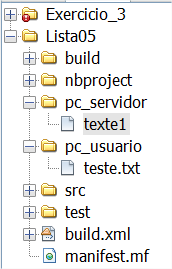 Exercicio_3
Lista05
build
nbproject
pc_servidor
texte1
pc_usuario
teste.txt
src
test
build.xml
manifest.mf